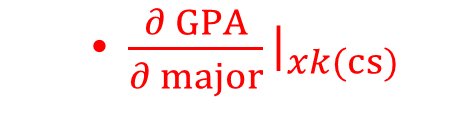 • ∂ GPA
∂ major |xk(cs)